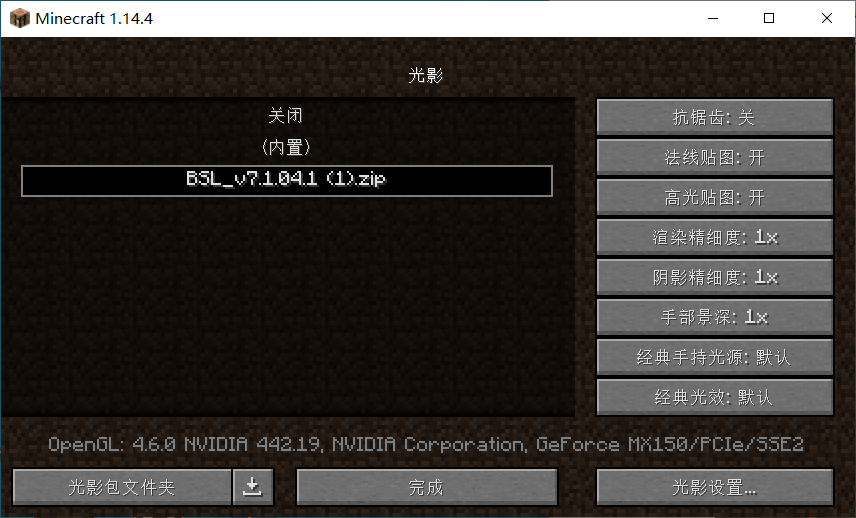 Minecraft 1.14.4
光影
关闭
(内置)
BSL_v7.1.04.1 (1).zip
抗锯齿: 关
法线贴图: 开
高光贴图: 开
渲染精细度: 1x
阴影精细度: 1x
手部景深: 1x
经典手持光源: 默认
经典光效: 默认
OpenGL: 4.6.0 NVIDIA 442.19, NVIDIA Corporation, GeForce MX150/PCIe/SSE2
光影包文件夹
完成
光影设置...